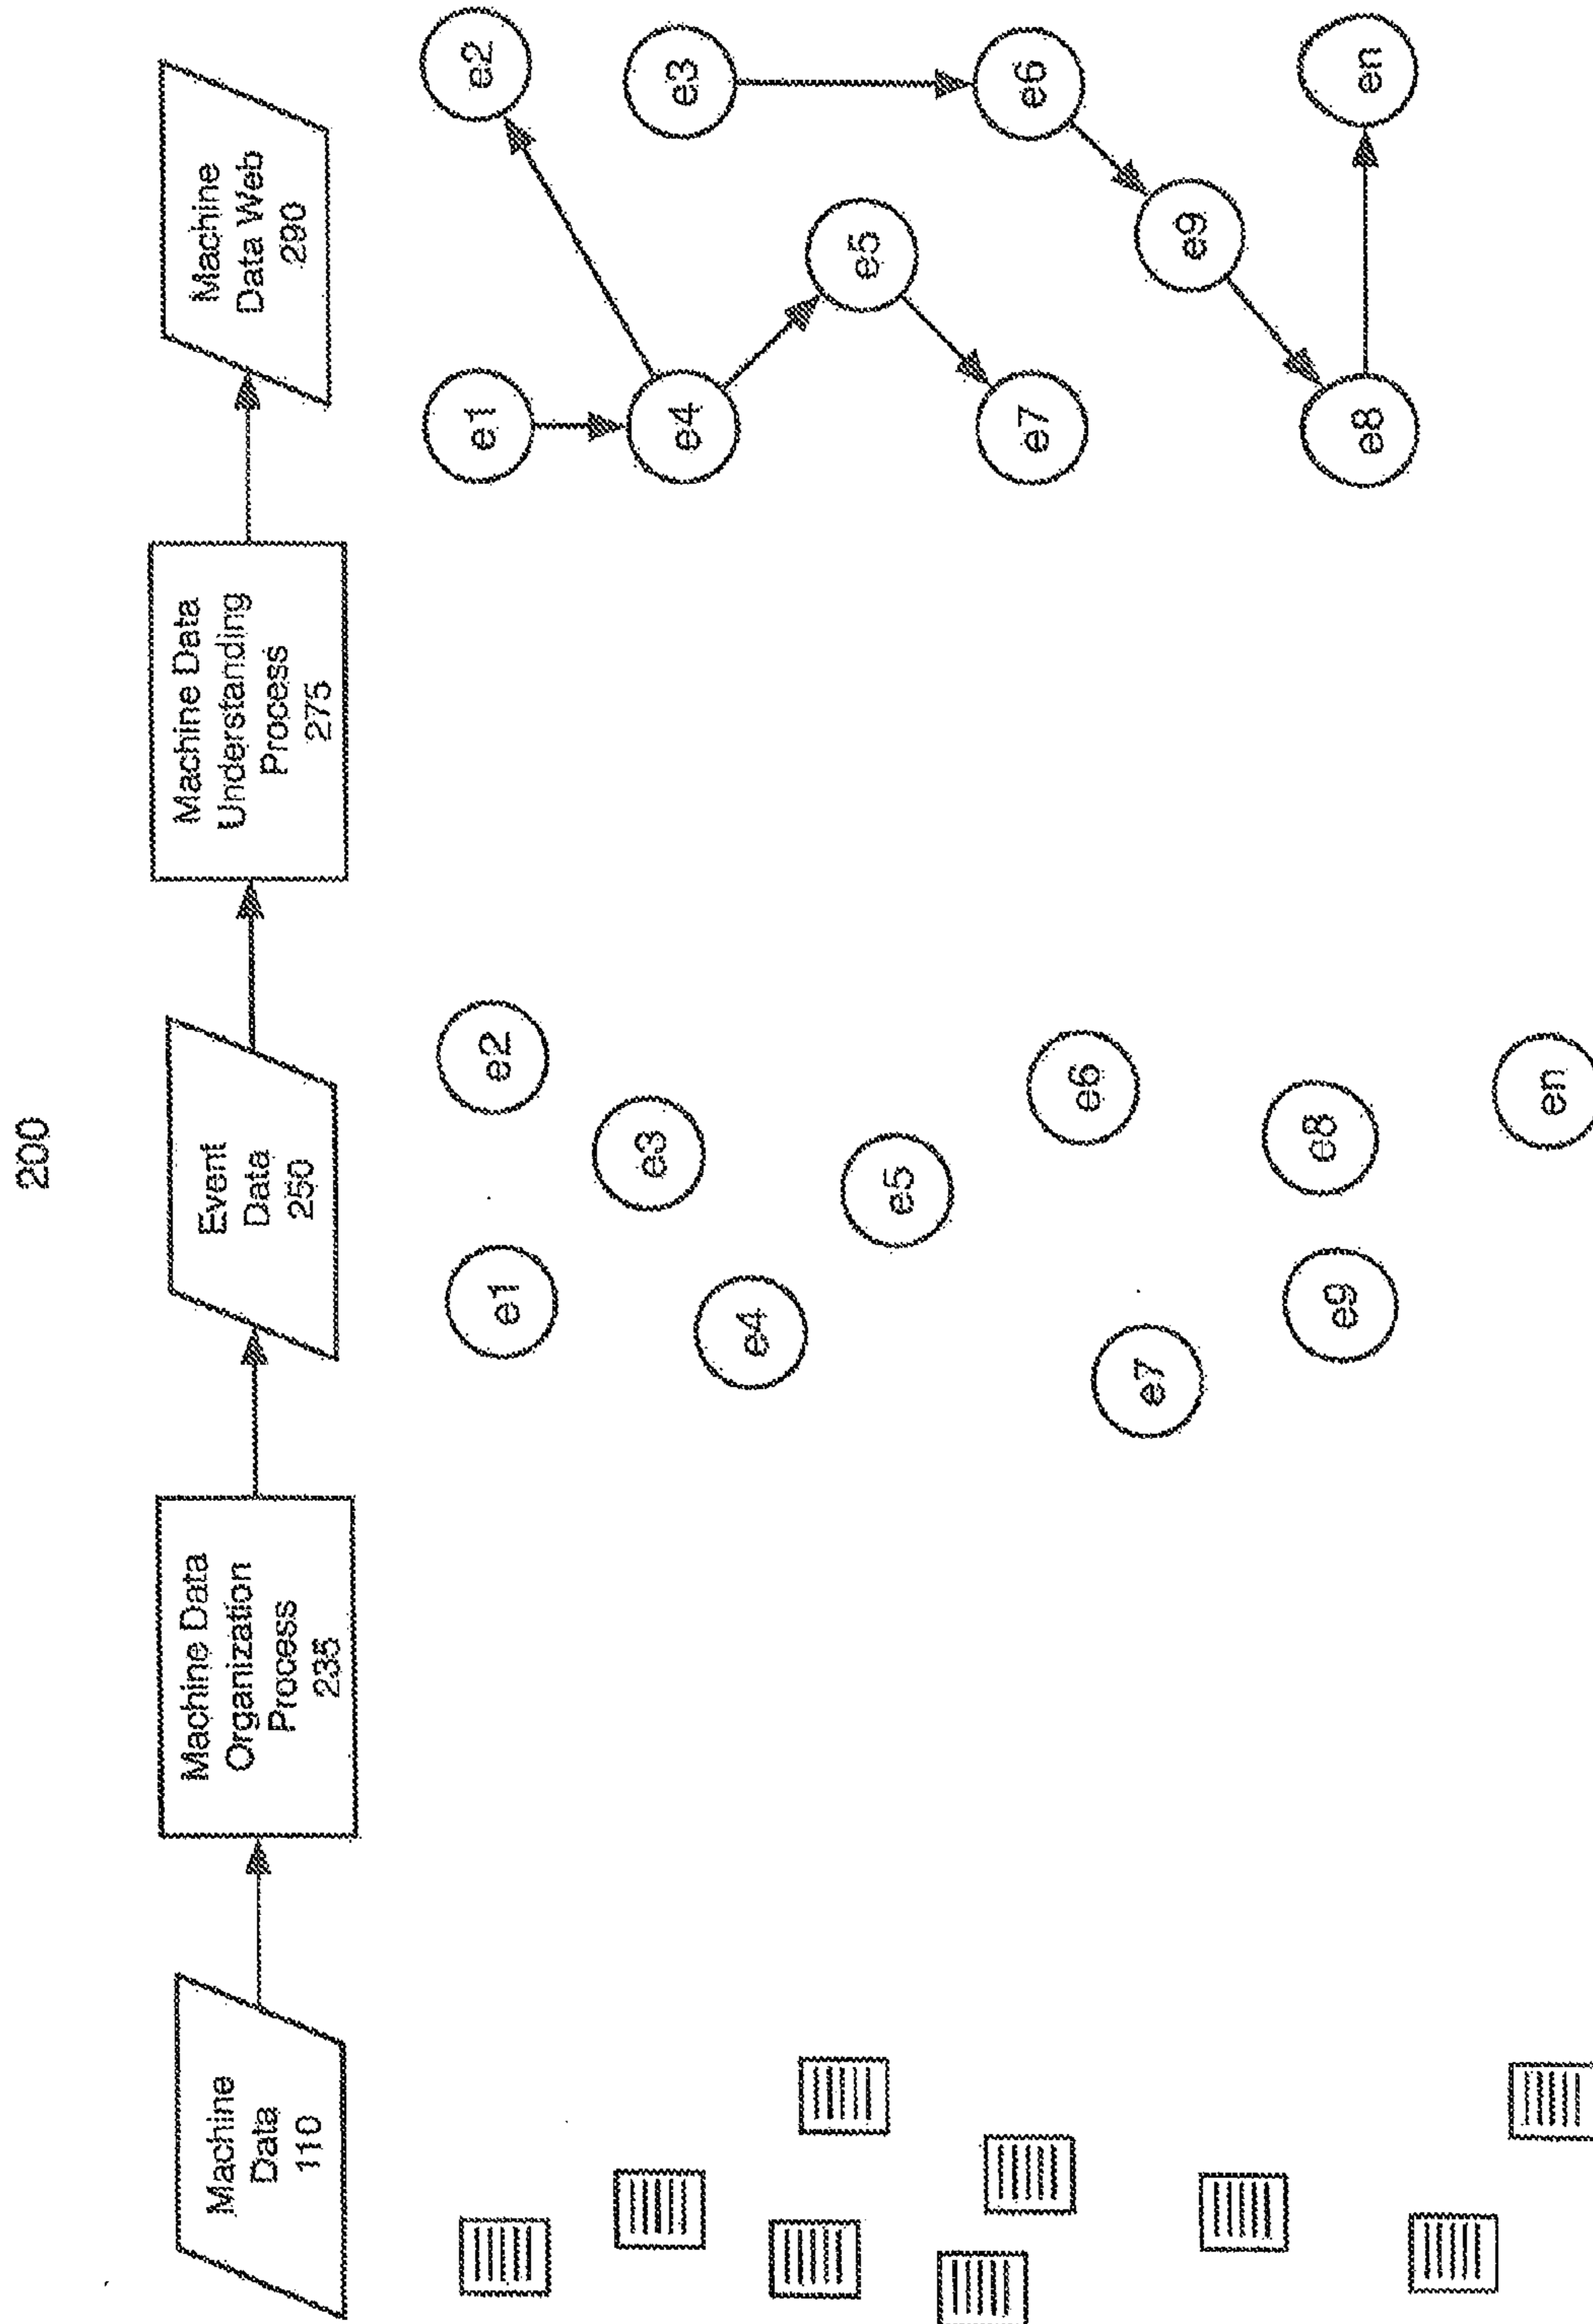 200
Machine
Data
110
Machine Data
Organization
Process
235
Event
Data
250
Machine Data
Understanding
Process
275
Machine
Data Web
290
e1
e2
e3
e4
e5
e6
e7
e8
e9
en
e1
e2
e3
e4
e5
e6
e7
e9
e8
en